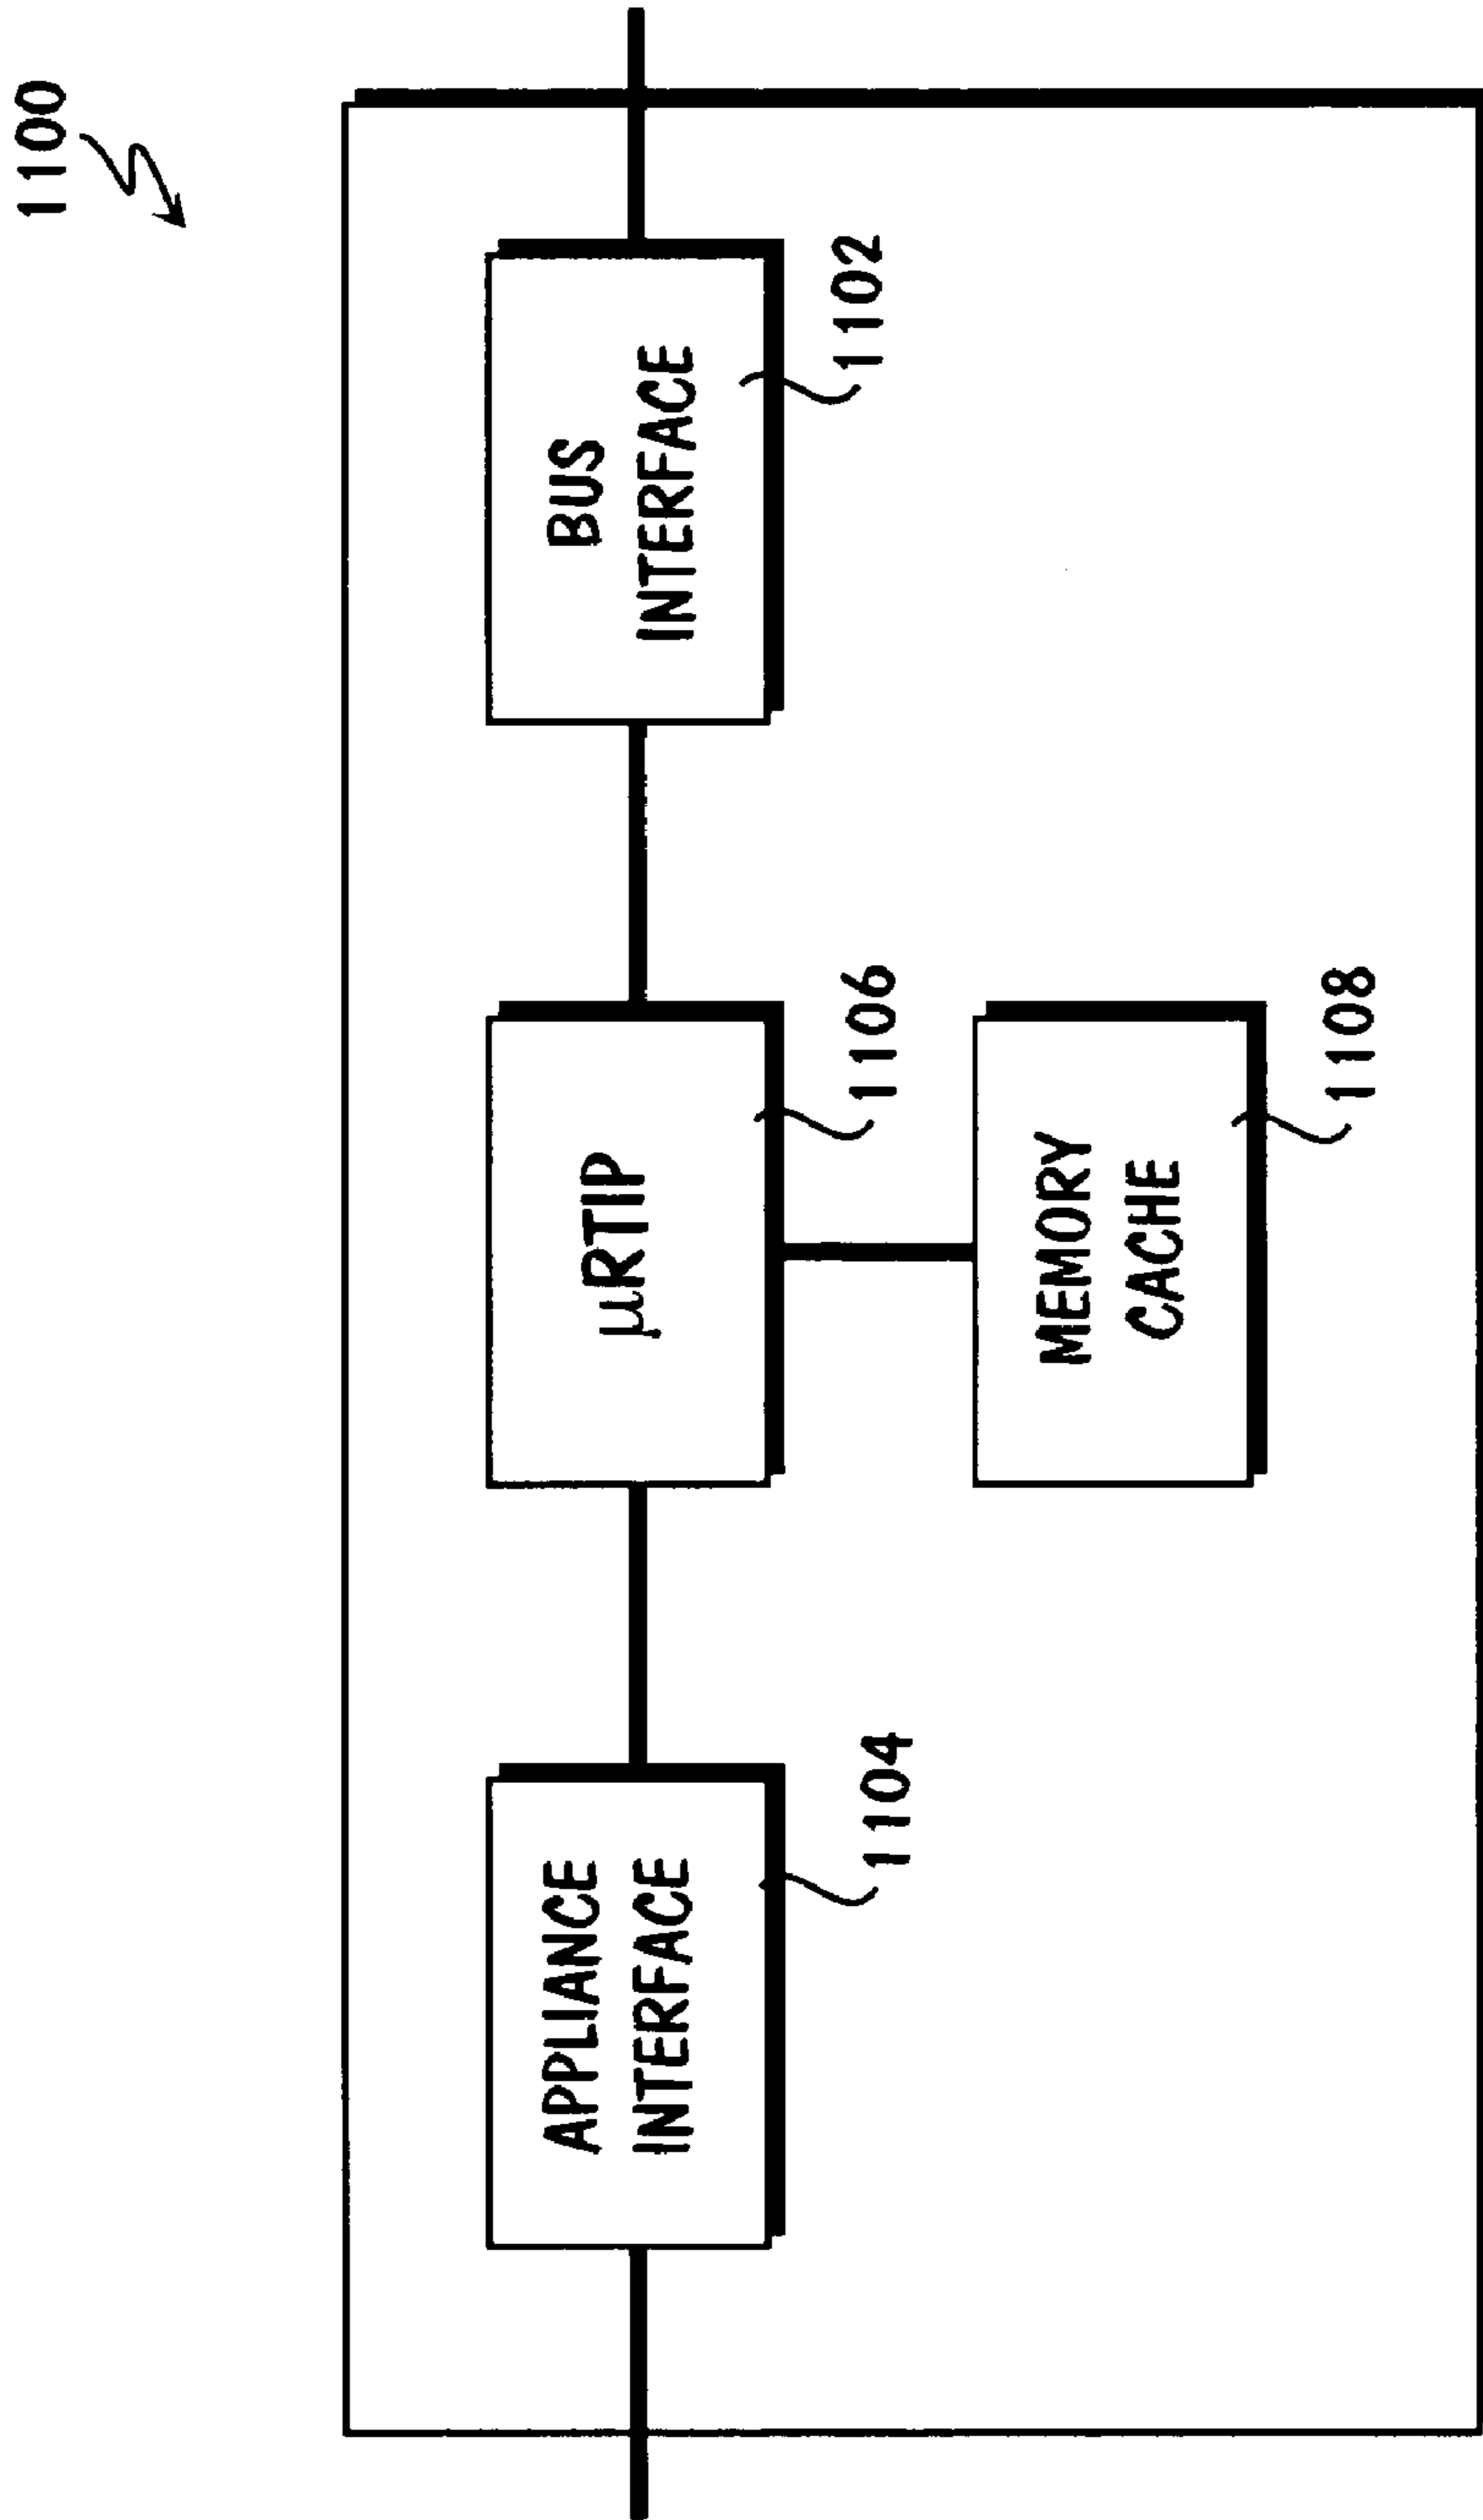 1100
APPLIANCE
INTERFACE
1104
μRTIP
1106
BUS
INTERFACE
1102
MEMORY
CACHE
1108